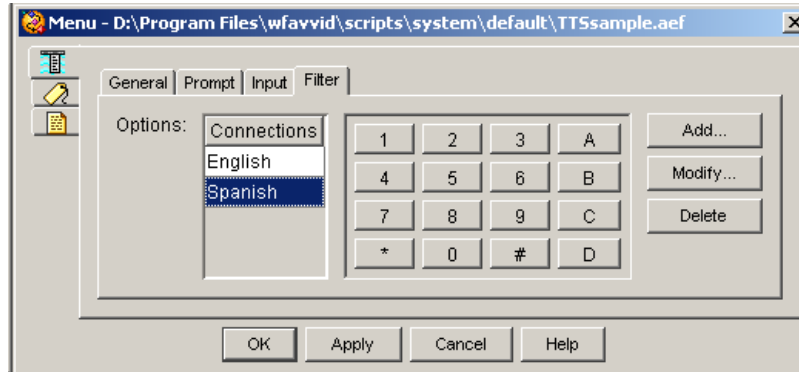 Menu - D:\Program Files\wfavvid\scripts\system\default\TTSsample.aef
General Prompt Input Filter
Options: Connections
English
Spanish
1 2 3 A
4 5 6 B
7 8 9 C
* 0 # D
Add...
Modify...
Delete
OK Apply Cancel Help